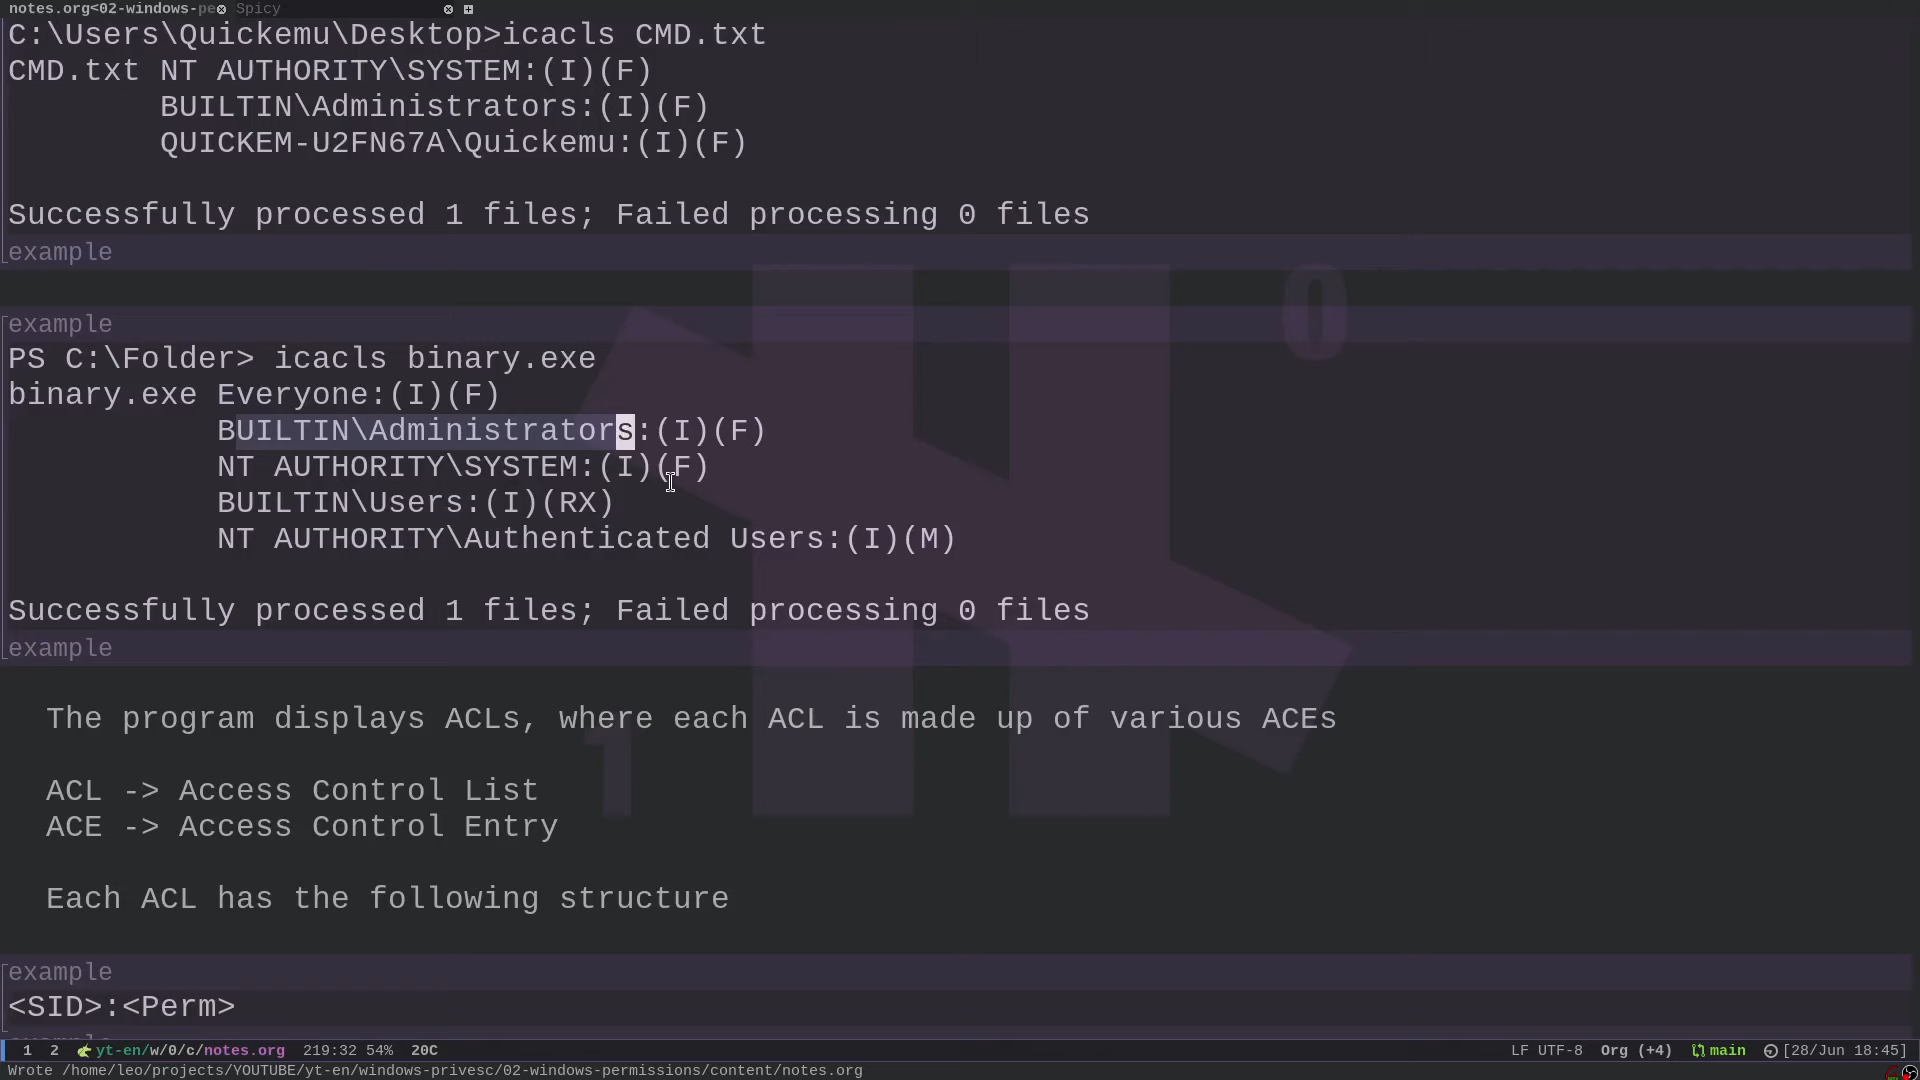 notes.org<02-windows-pe Spicy
C:\Users\Quickemu\Desktop>icacls CMD.txt
CMD.txt NT AUTHORITY\SYSTEM:(I)(F)
BUILTIN\Administrators:(I)(F)
QUICKEM-U2FN67A\Quickemu:(I)(F)
Successfully processed 1 files; Failed processing 0 files
example
example
PS C:\Folder> icacls binary.exe
binary.exe Everyone:(I)(F)
BUILTIN\Administrators:(I)(F)
NT AUTHORITY\SYSTEM:(I)(F)
BUILTIN\Users:(I)(RX)
NT AUTHORITY\Authenticated Users:(I)(M)
Successfully processed 1 files; Failed processing 0 files
example
The program displays ACLs, where each ACL is made up of various ACEs
ACL -> Access Control List
ACE -> Access Control Entry
Each ACL has the following structure
example
<SID>:<Perm>
1 2 yt-en/w/0/c/notes.org 219:32 54% 20C LF UTF-8 Org (+4) main [28/Jun 18:45]
Wrote /home/leo/projects/YOUTUBE/yt-en/windows-privesc/02-windows-permissions/content/notes.org
0
1